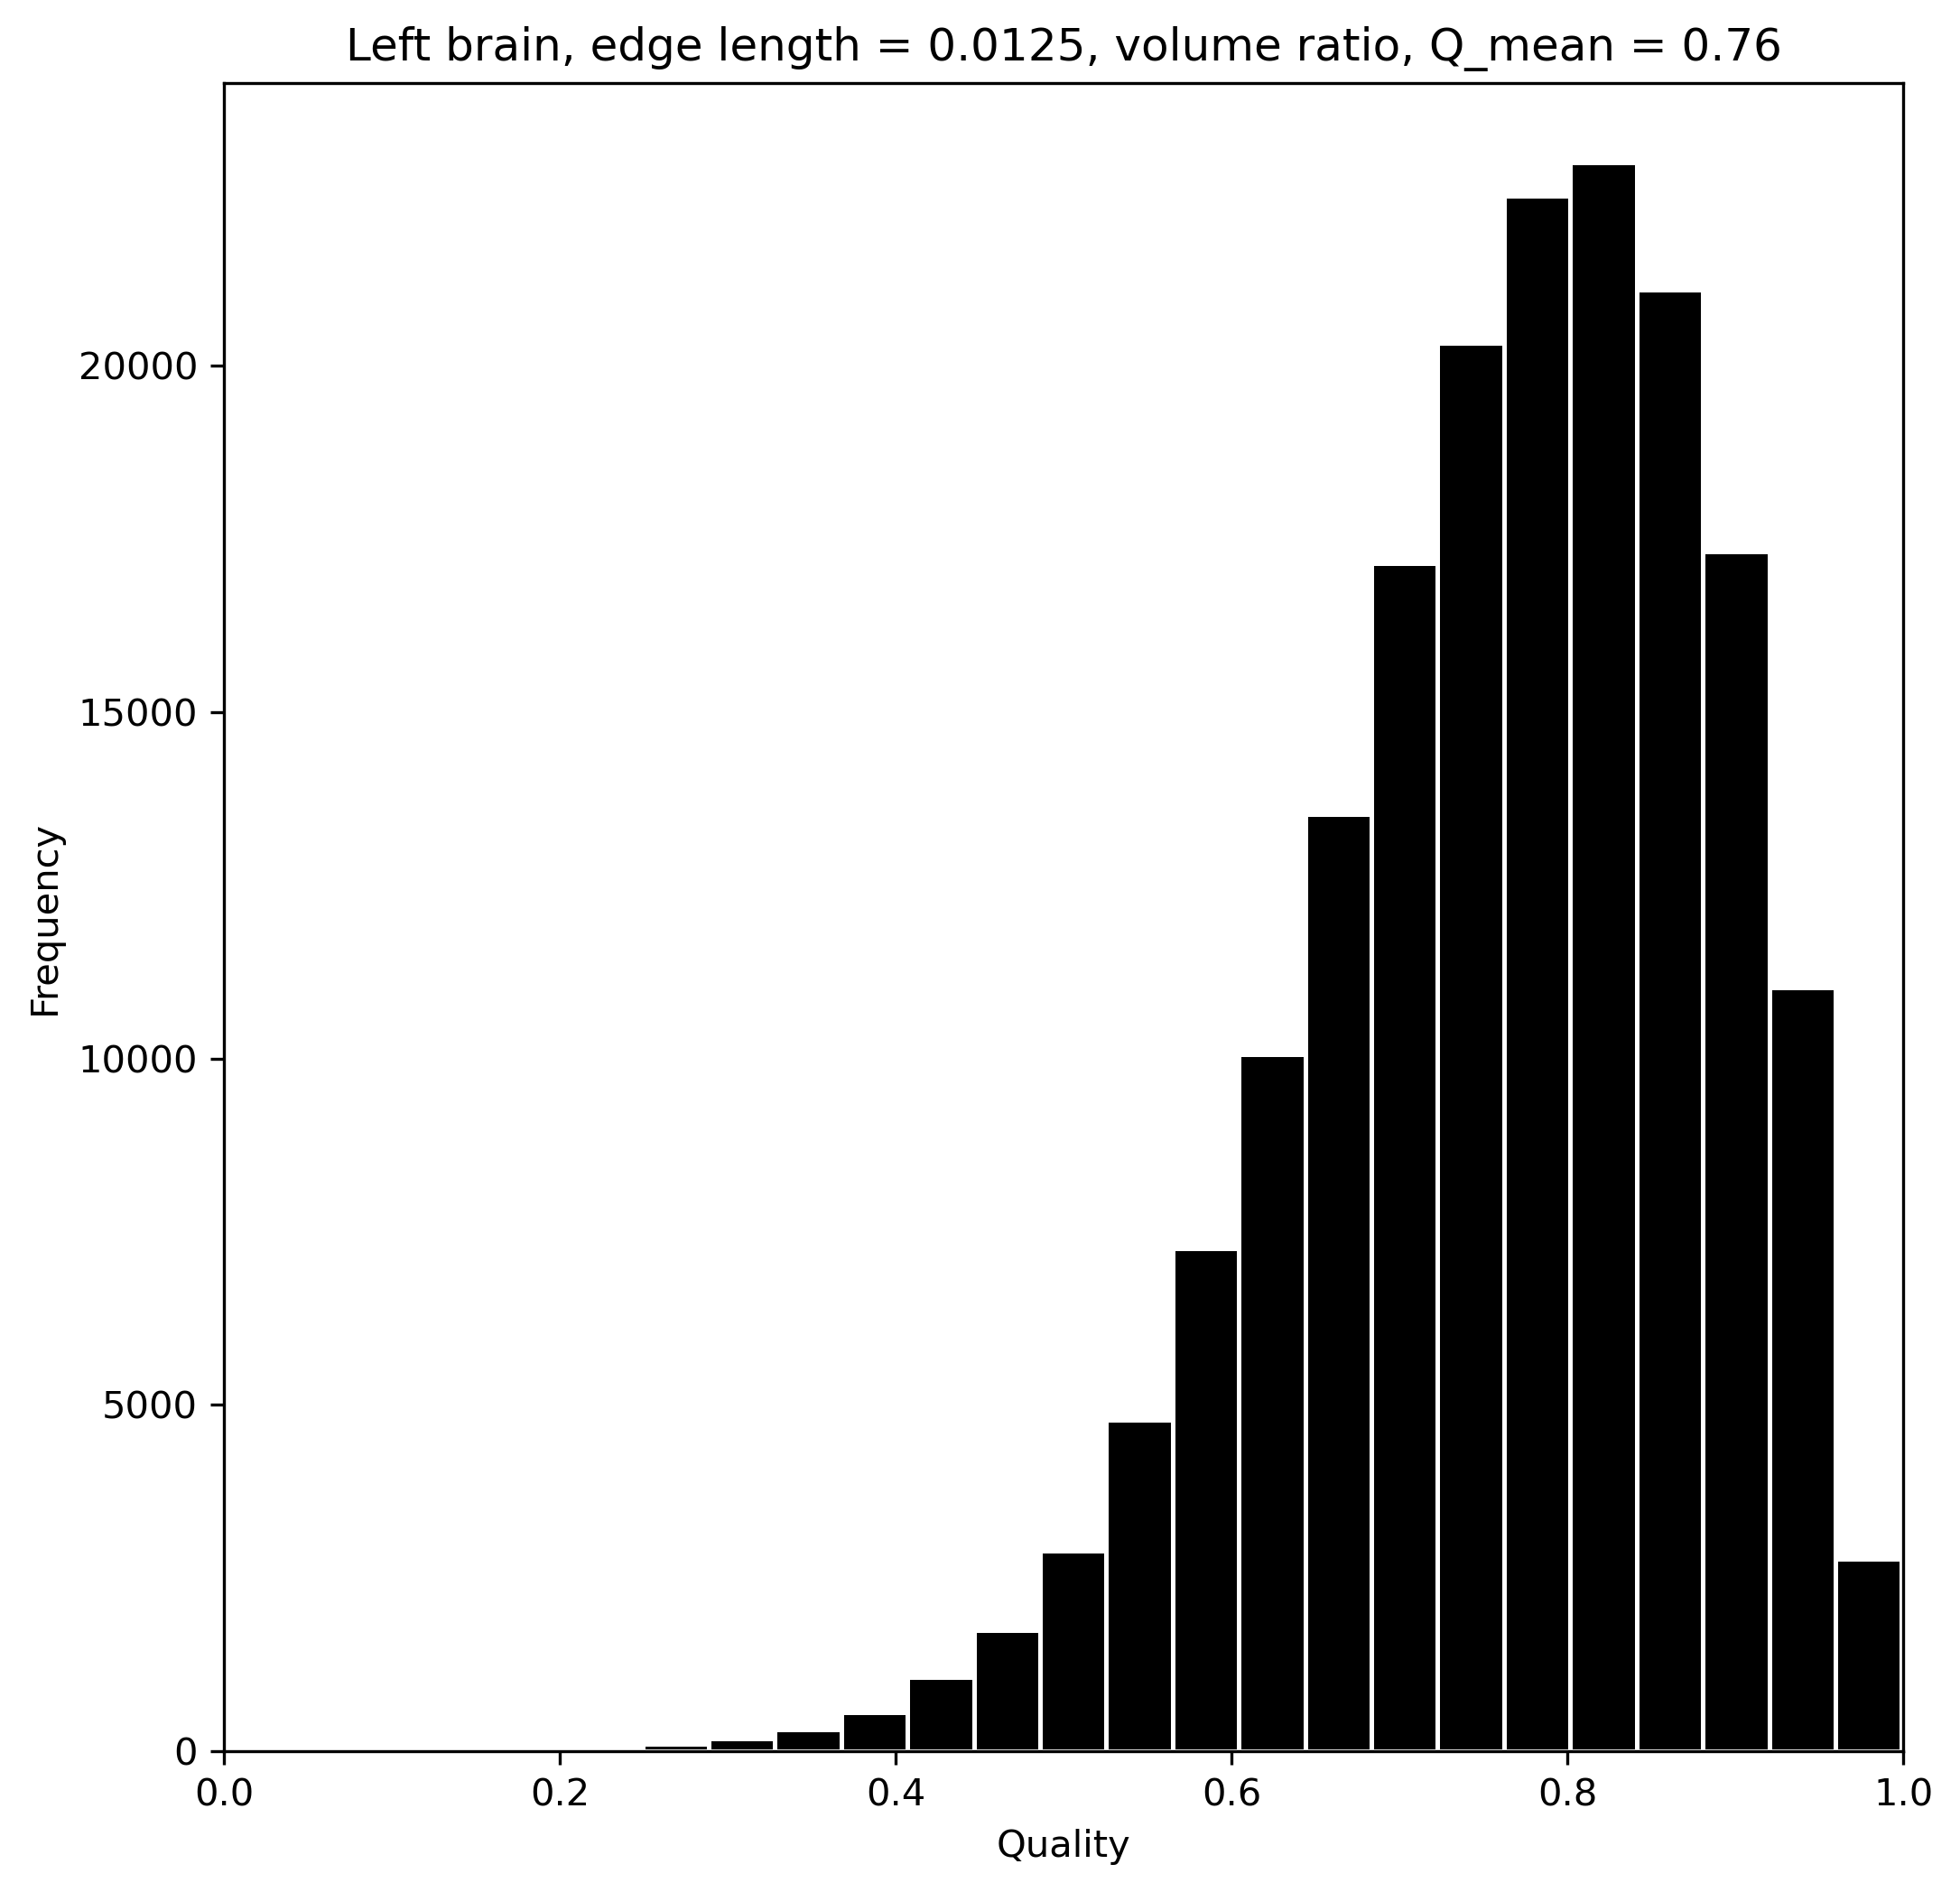 Left brain, edge length = 0.0125, volume ratio, Q_mean = 0.76
20000
15000
10000
5000
0
Frequency
0.0 0.2 0.4 0.6 0.8 1.0
Quality